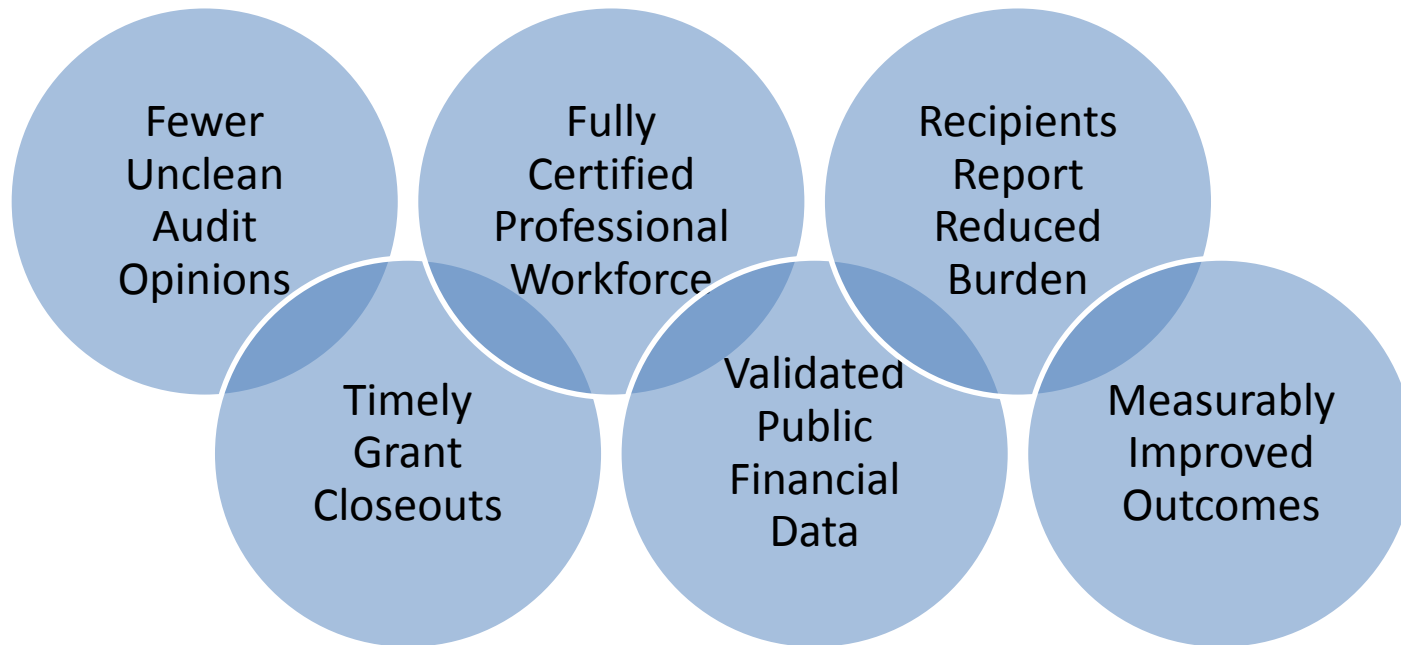 Fewer
Unclean
Audit
Opinions
Timely
Grant
Closeouts
Fully
Certified
Professional
Workforce
Validated
Public
Financial
Data
Recipients
Report
Reduced
Burden
Measurably
Improved
Outcomes